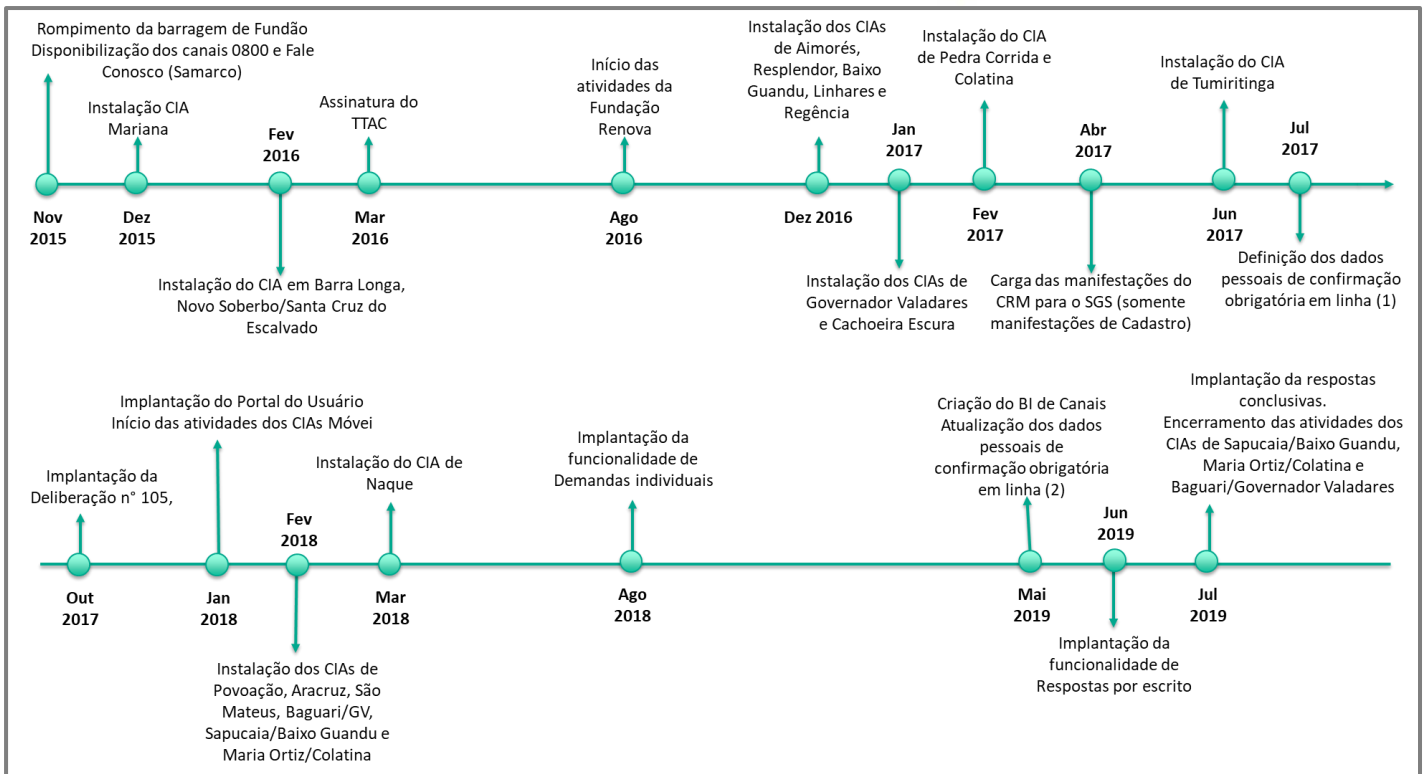 Rompimento da barragem de Fundão
Disponibilização dos canais 0800 e Fale
Conosco (Samarco)
Nov
2015
Instalação CIA
Mariana
Dez
2015
Fev
2016
Instalação do CIA em Barra Longa,
Novo Soberbo/Santa Cruz do
Escalvado
Assinatura do
TTAC
Mar
2016
Início das
atividades da
Fundação
Renova
Ago
2016
Instalação dos CIAs
de Aimorés,
Resplendor, Baixo
Guandu, Linhares e
Regência
Dez 2016
Jan
2017
Instalação dos CIAs de
Governador Valadares
e Cachoeira Escura
Instalação do CIA
de Pedra Corrida e
Colatina
Fev
2017
Abr
2017
Carga das manifestações do
CRM para o SGS (somente
manifestações de Cadastro)
Instalação do CIA
de Tumiritinga
Jun
2017
Jul
2017
Definição dos dados
pessoais de confirmação
obrigatória em linha (1)
Implantação da
Deliberação n° 105,
Out
2017
Implantação do Portal do Usuário
Início das atividades dos CIAs Móvei
Jan
2018
Fev
2018
Instalação dos CIAs de
Povoação, Aracruz, São
Mateus, Baguari/GV,
Sapucaia/Baixo Guandu e
Maria Ortiz/Colatina
Instalação do CIA de
Naque
Mar
2018
Implantação da
funcionalidade de
Demandas individuais
Ago
2018
Criação do BI de Canais
Atualização dos dados
pessoais de
confirmação obrigatória
em linha (2)
Mai
2019
Jun
2019
Implantação da
funcionalidade de
Respostas por escrito
Implantação da respostas
conclusivas.
Encerramento das atividades dos
CIAs de Sapucaia/Baixo Guandu,
Maria Ortiz/Colatina e
Baguari/Governador Valadares
Jul
2019